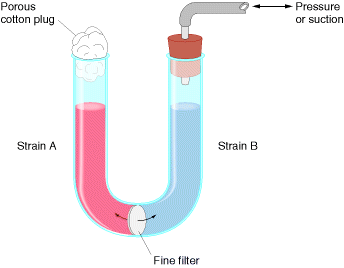 Porous
cotton plug
Pressure
or suction
Strain A
Strain B
Fine filter